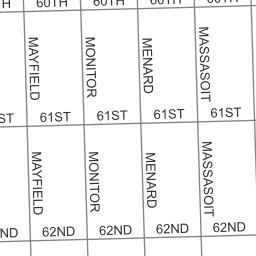 60TH 60TH 60TH
MAYFIELD
MONITOR
MENARD
MASSASOIT
ST 61ST 61ST 61ST 61ST
MAYFIELD
MONITOR
MENARD
MASSASOIT
ND 62ND 62ND 62ND 62ND